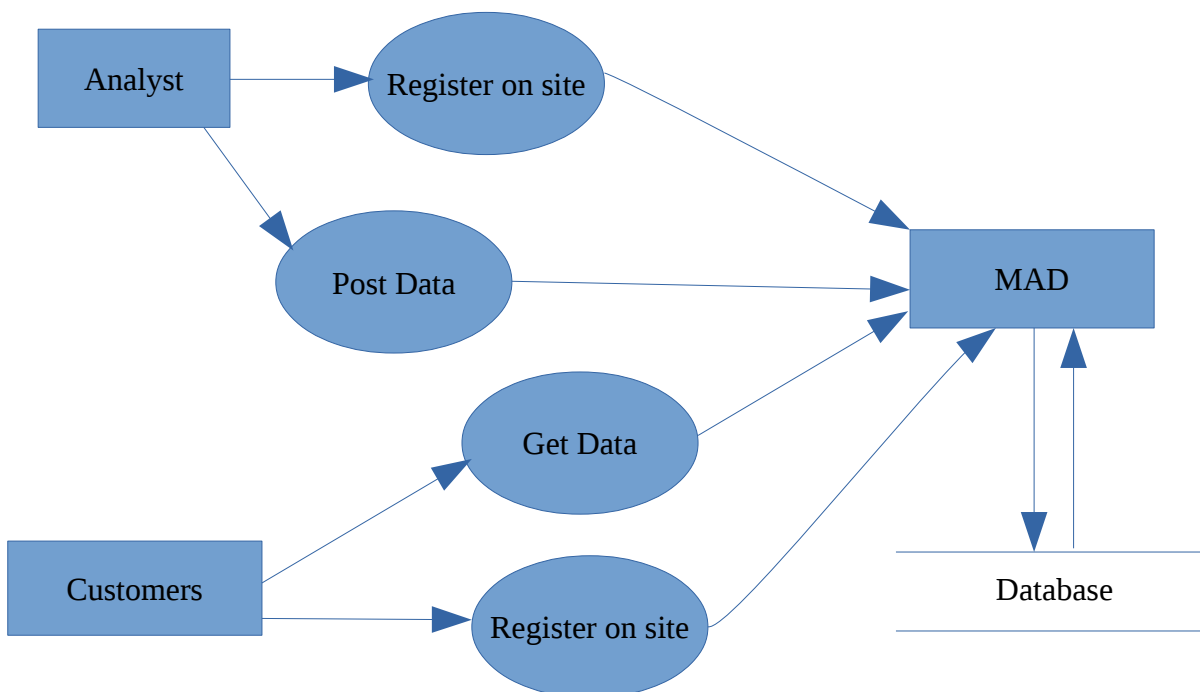 Analyst
Register on site
Post Data
MAD
Get Data
Customers
Register on site
Database